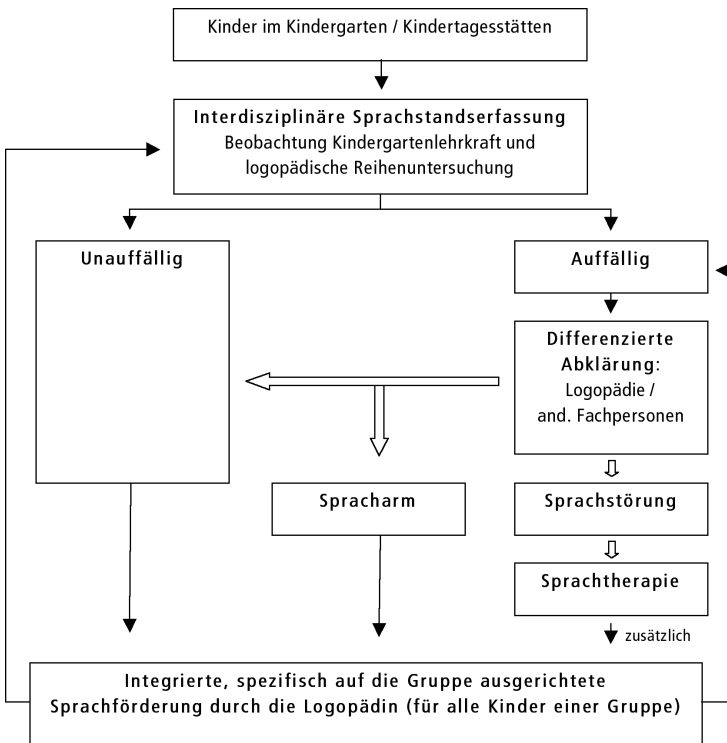 Kinder im Kindergarten / Kindertagesstätten
Interdisziplinäre Sprachstandserfassung
Beobachtung Kindergartenlehrkraft und
logopädische Reihenuntersuchung
Unauffällig
Auffällig
Differenzierte
Abklärung:
Logopädie /
and. Fachpersonen
Spracharm
Sprachstörung
Sprachtherapie
zusätzlich
Integrierte, spezifisch auf die Gruppe ausgerichtete
Sprachförderung durch die Logopädin (für alle Kinder einer Gruppe)